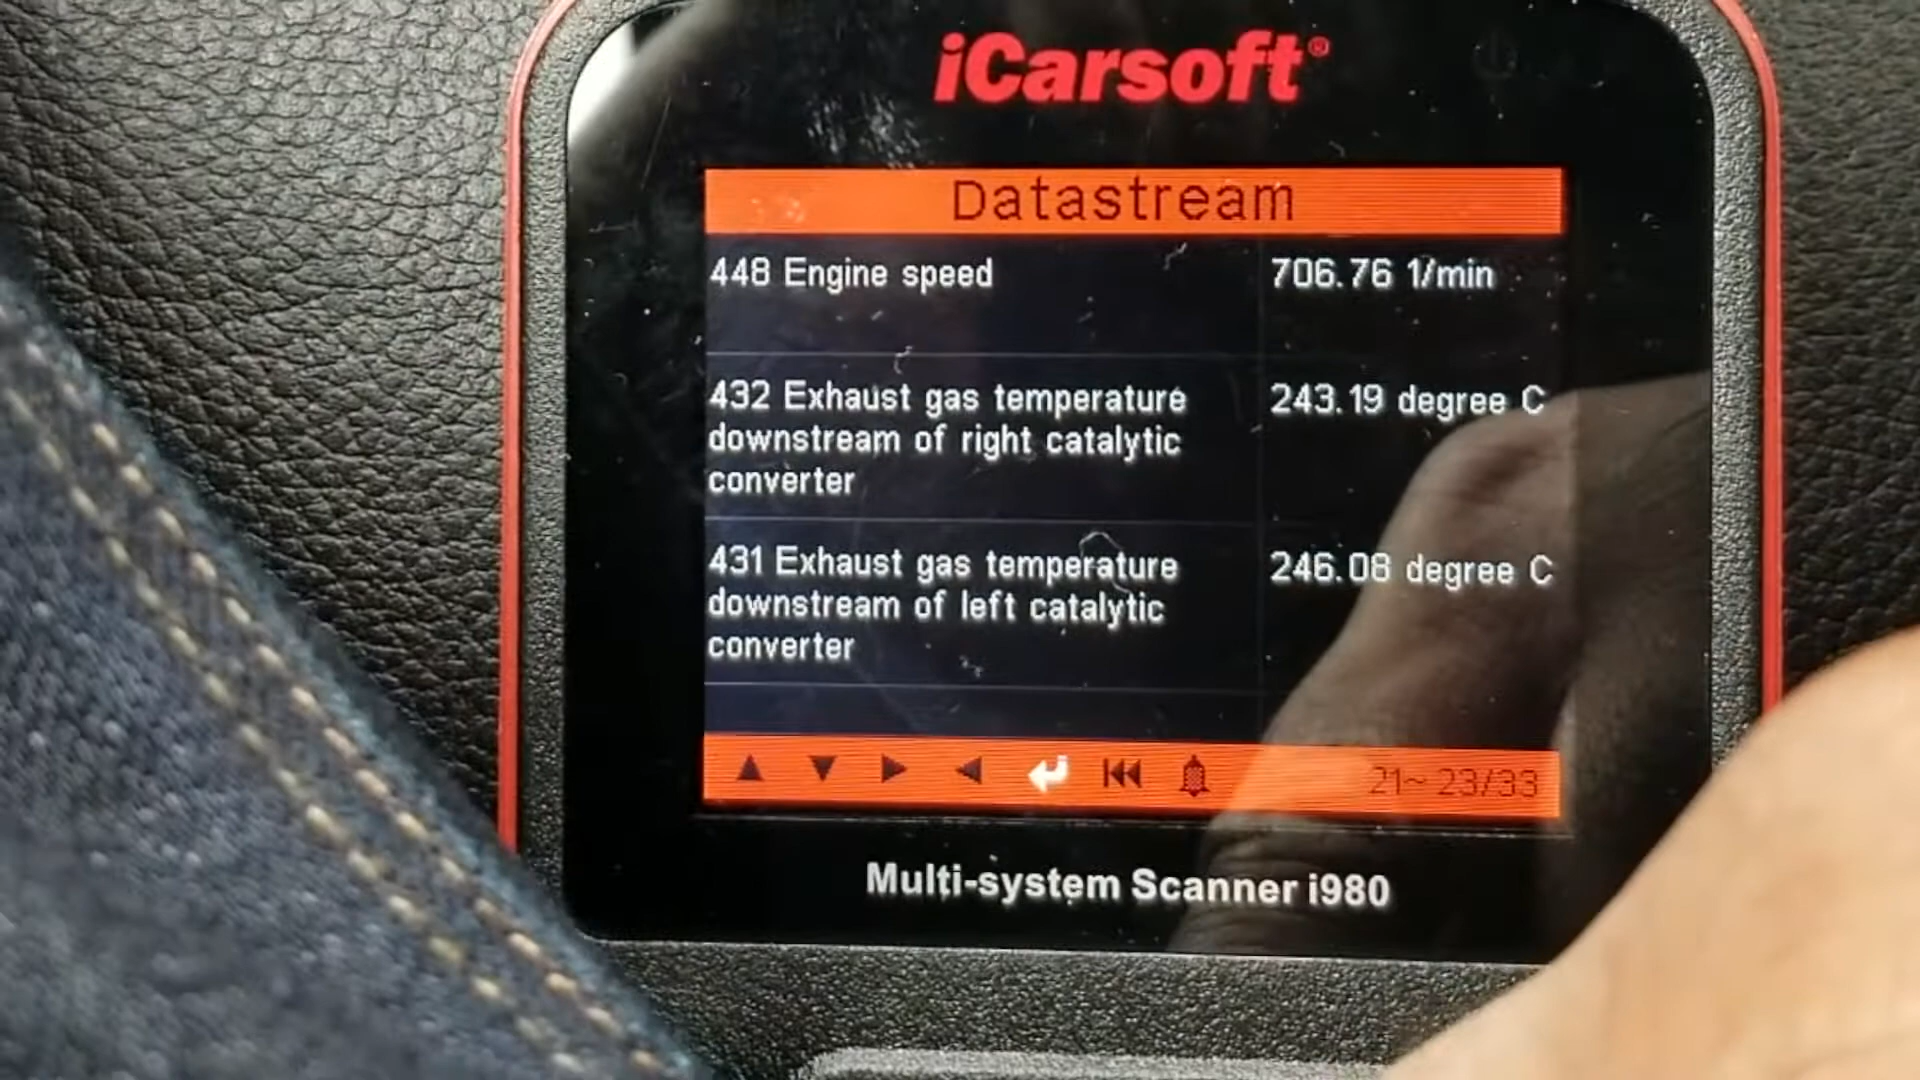 iCarsoft®
Datastream
448 Engine speed 706.76 1/min
432 Exhaust gas temperature 243.19 degree C
downstream of right catalytic
converter
431 Exhaust gas temperature 246.08 degree C
downstream of left catalytic
converter
21~ 23/33
Multi-system Scanner i980